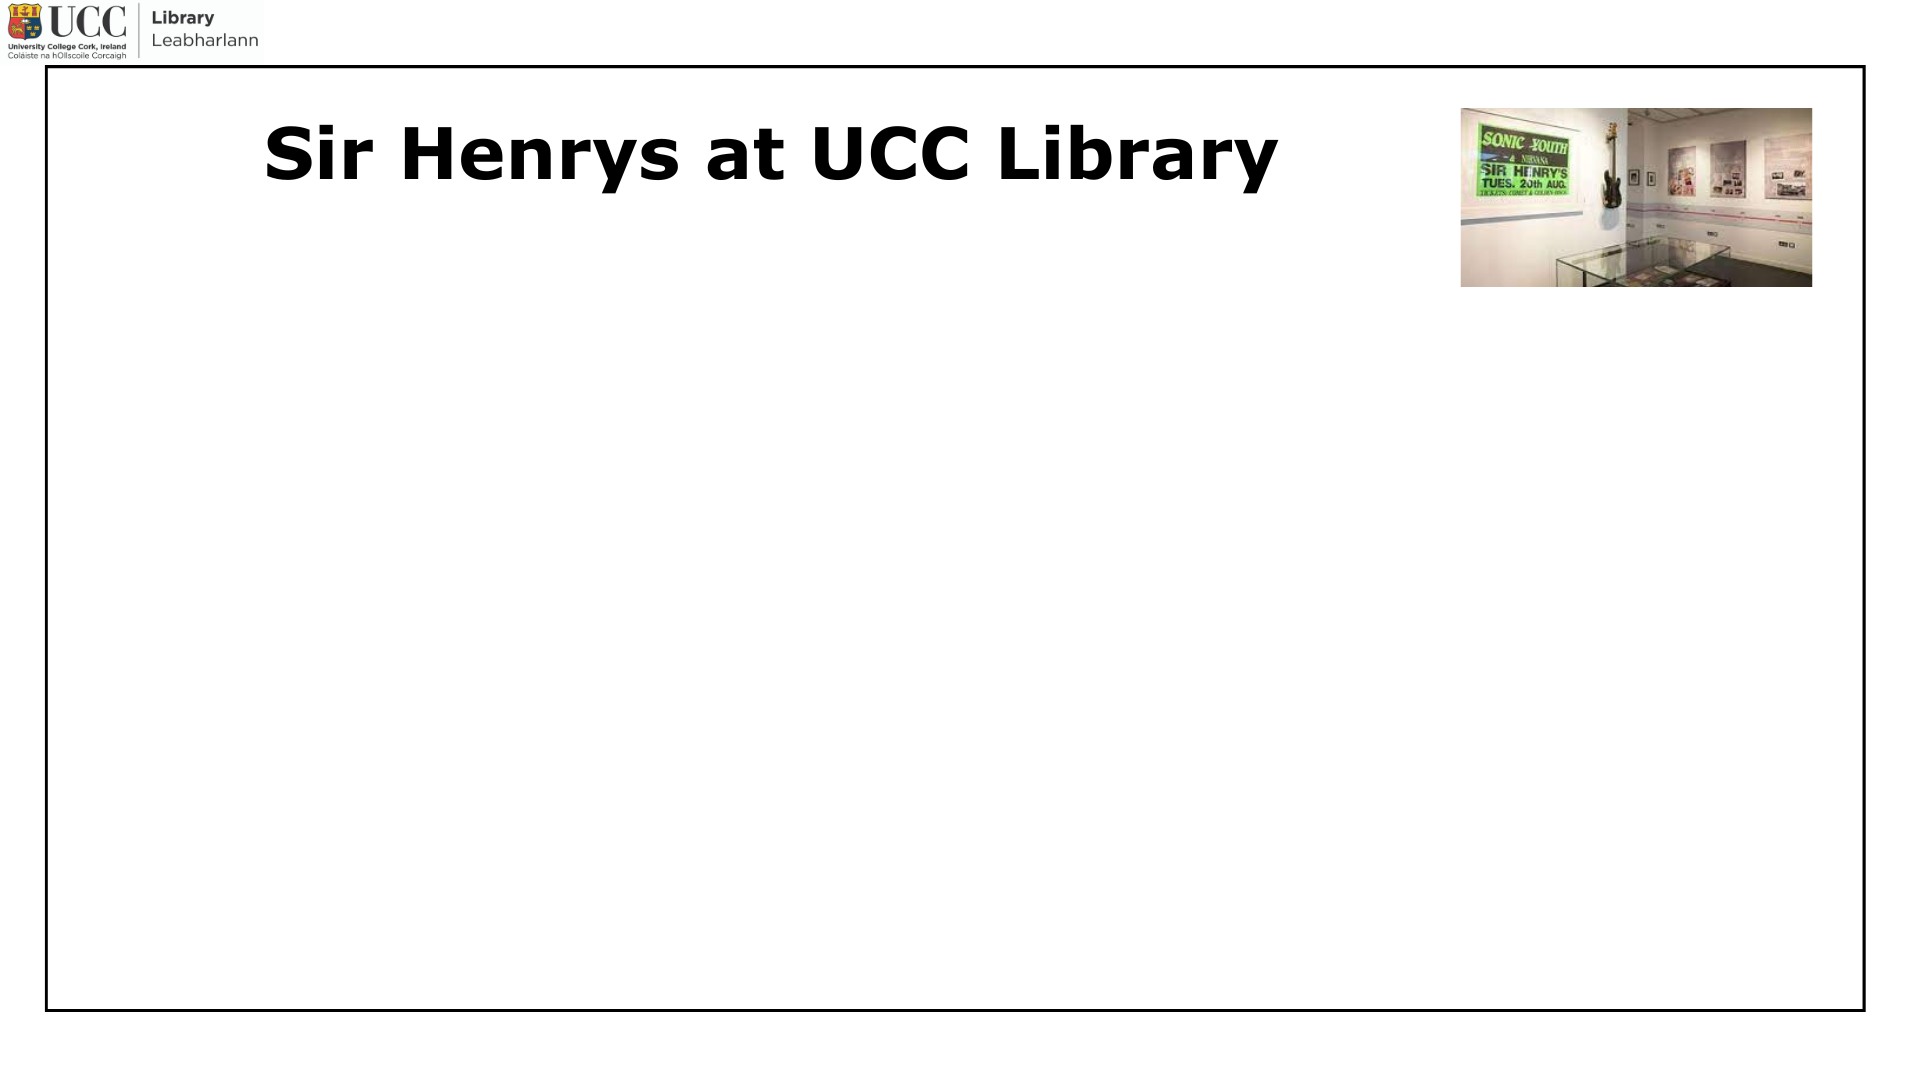 UCC
University College Cork, Ireland
Coláiste na hOllscoile Corcaigh
Library
Leabharlann
Sir Henrys at UCC Library
SONIC YOUTH
& NIRVANA
SIR HENRY'S
TUES. 20th AUG.